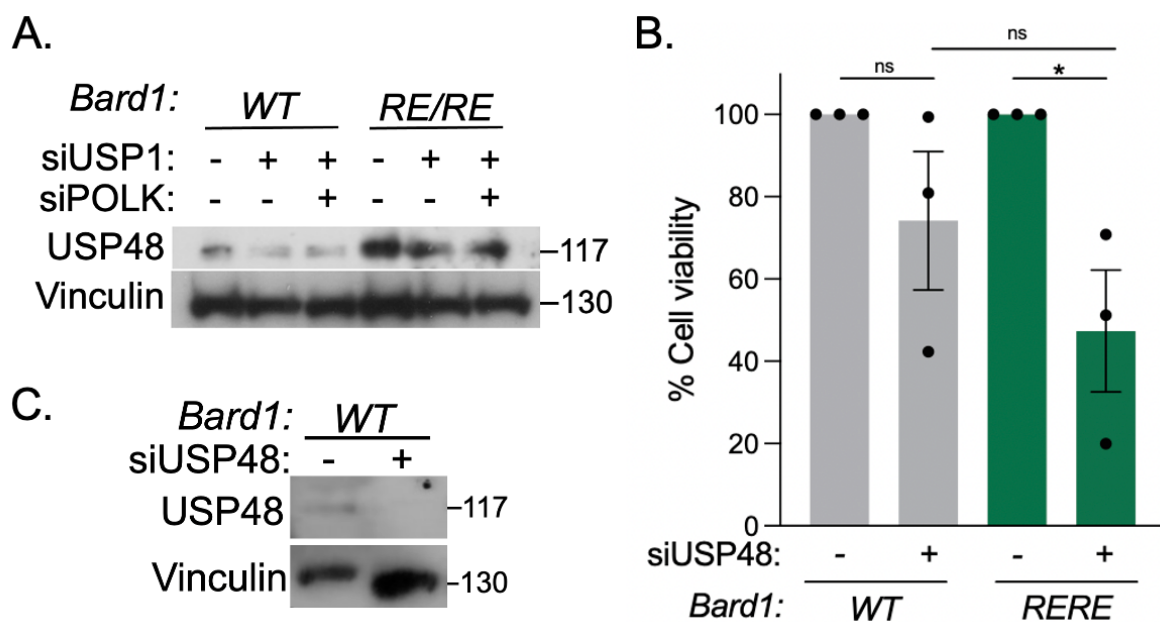 A.
Bard1: WT RE/RE
siUSP1: - + + - + +
siPOLK: - - + - - +
USP48 –117
Vinculin –130
B.
ns
ns *
% Cell viability
100
80
60
40
20
0
siUSP48: - + - +
Bard1: WT RERE
C.
Bard1: WT
siUSP48: - +
USP48 –117
Vinculin –130